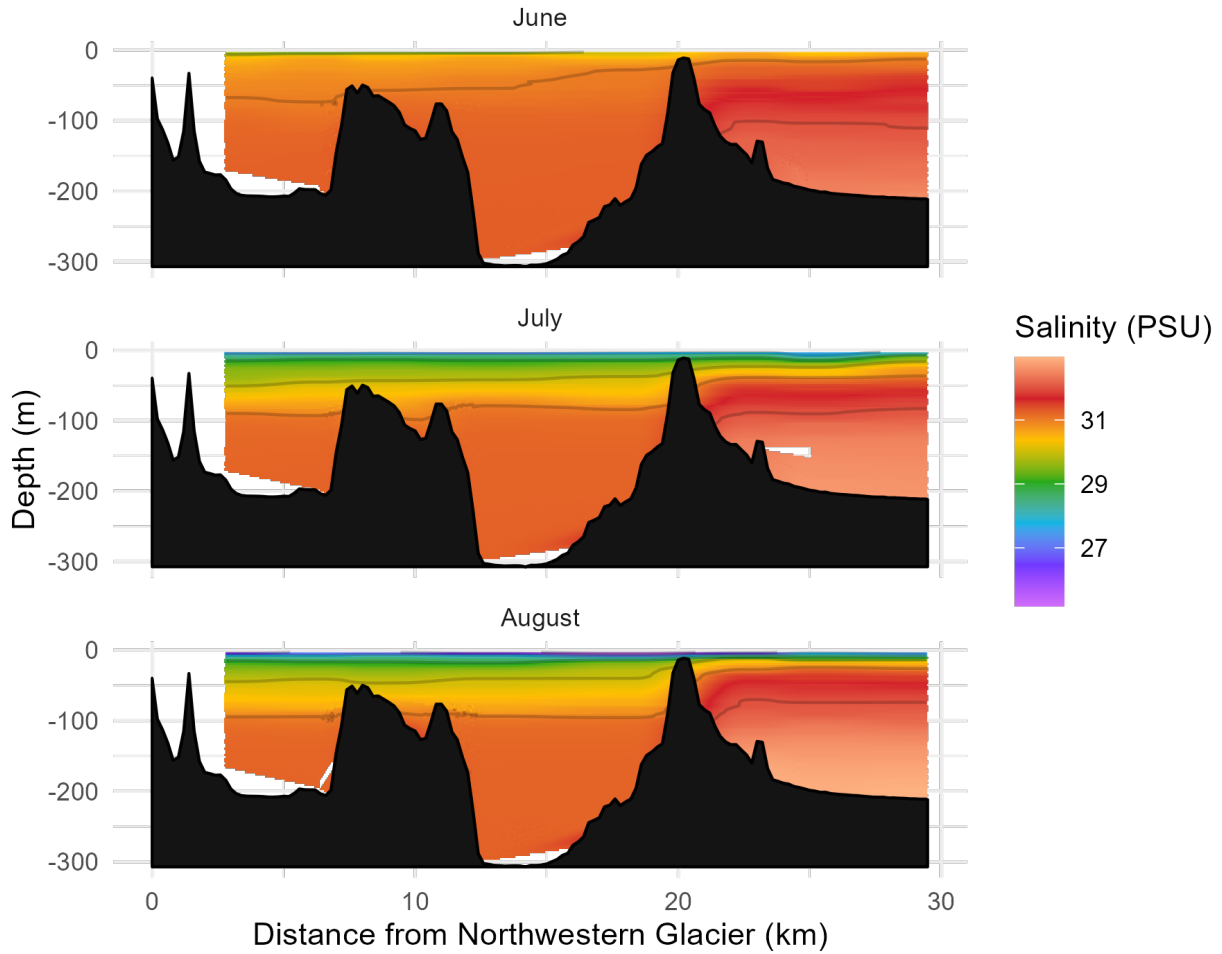 June
0
-100
-200
-300
July
0
-100
-200
-300
August
0
-100
-200
-300
0 10 20 30
Distance from Northwestern Glacier (km)
Depth (m)
Salinity (PSU)
31
29
27